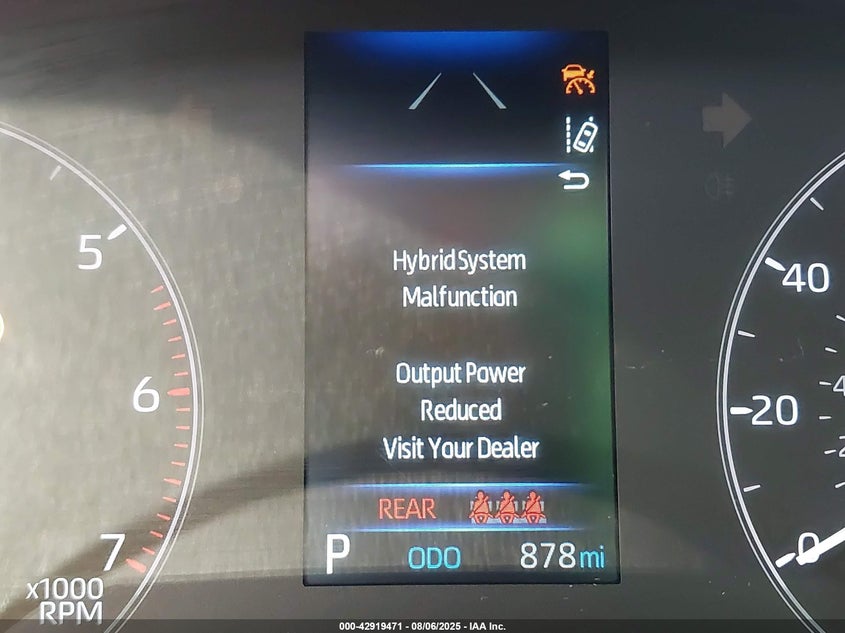 5
6
7
x1000
RPM
Hybrid System
Malfunction
Output Power
Reduced
Visit Your Dealer
REAR
P ODO 878 mi
40
20
0
000-42919471 - 08/06/2025 - IAA Inc.